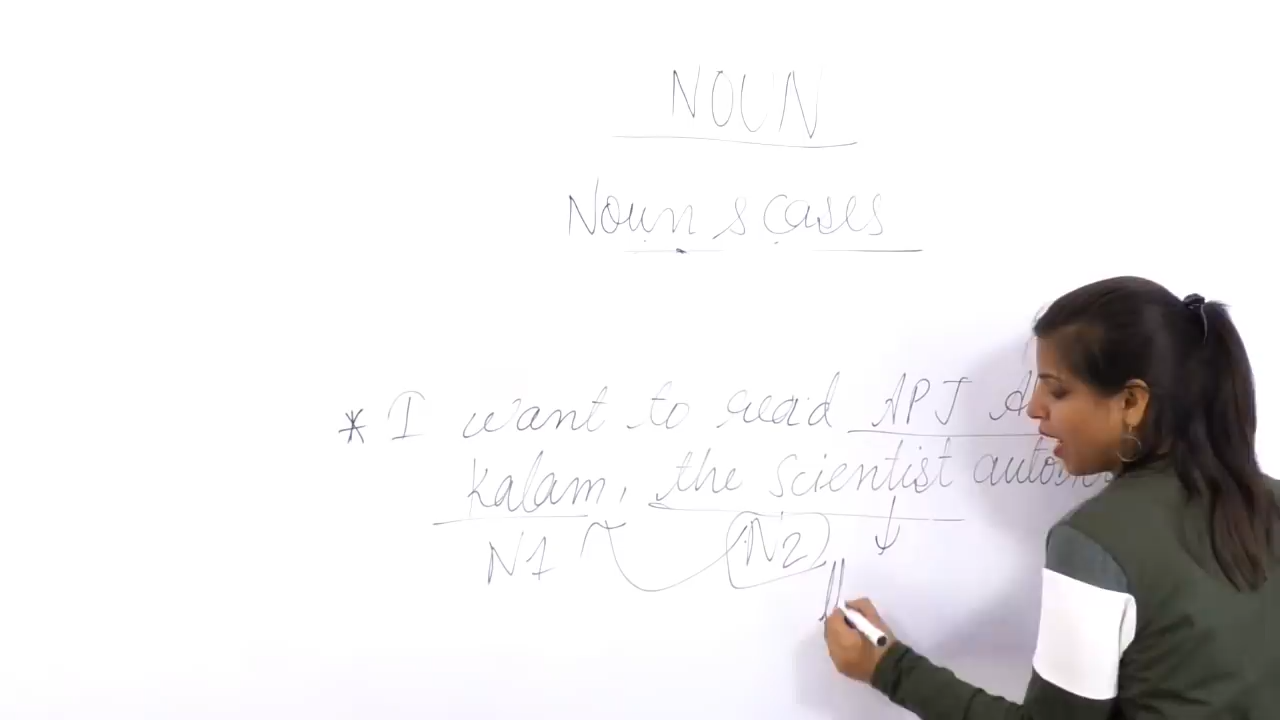 NOUN
Noun s cases
* I want to read APJ
Kalam, the scientist
N1 N2